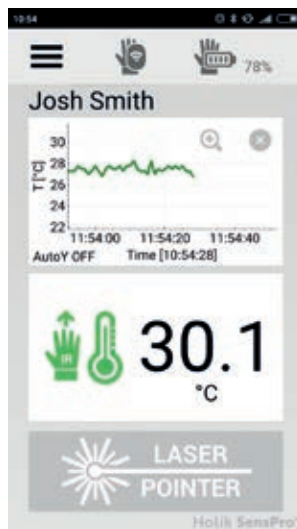 10:54
78%
Josh Smith
30
28
26
24
22
T [°C]
11:54:00 11:54:20 11:54:40
AutoY OFF Time [10:54:28]
IR
30.1
°C
LASER
POINTER
Holik SensPro